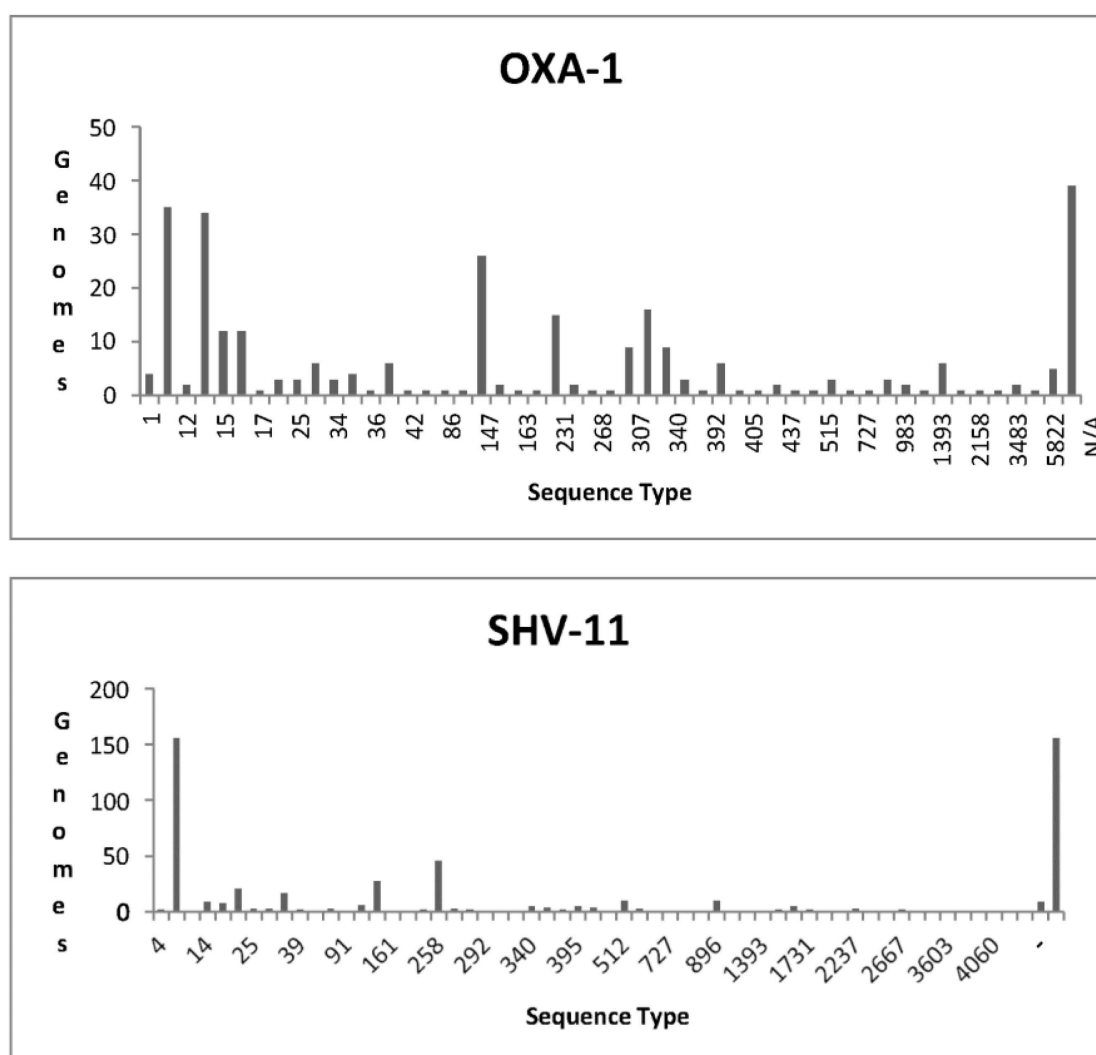 OXA-1
Genomes
50
40
30
20
10
0
1 12 15 17 25 34 36 42 86 147 163 231 268 307 340 392 405 437 515 727 983 1393 2158 3483 5822 N/A
Sequence Type
SHV-11
Genomes
200
150
100
50
0
4 14 25 39 91 161 258 292 340 395 512 727 896 1393 1731 2237 2667 3603 4060 -
Sequence Type